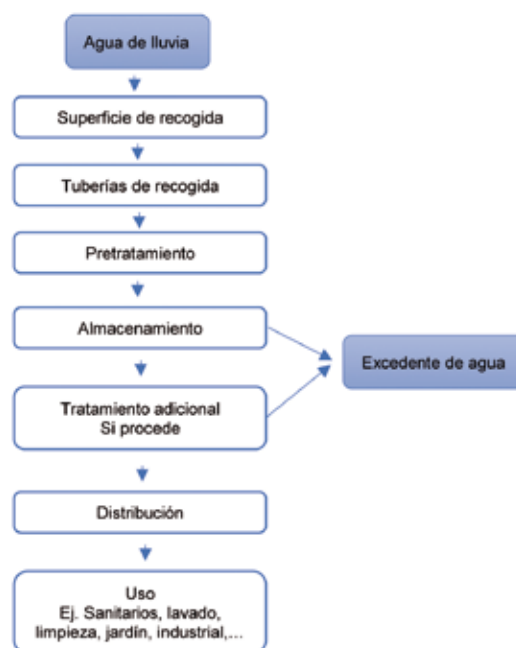 Agua de lluvia
Superficie de recogida
Tuberías de recogida
Pretratamiento
Almacenamiento
Excedente de agua
Tratamiento adicional
Si procede
Distribución
Uso
Ej. Sanitarios, lavado,
limpieza, jardín, industrial,...